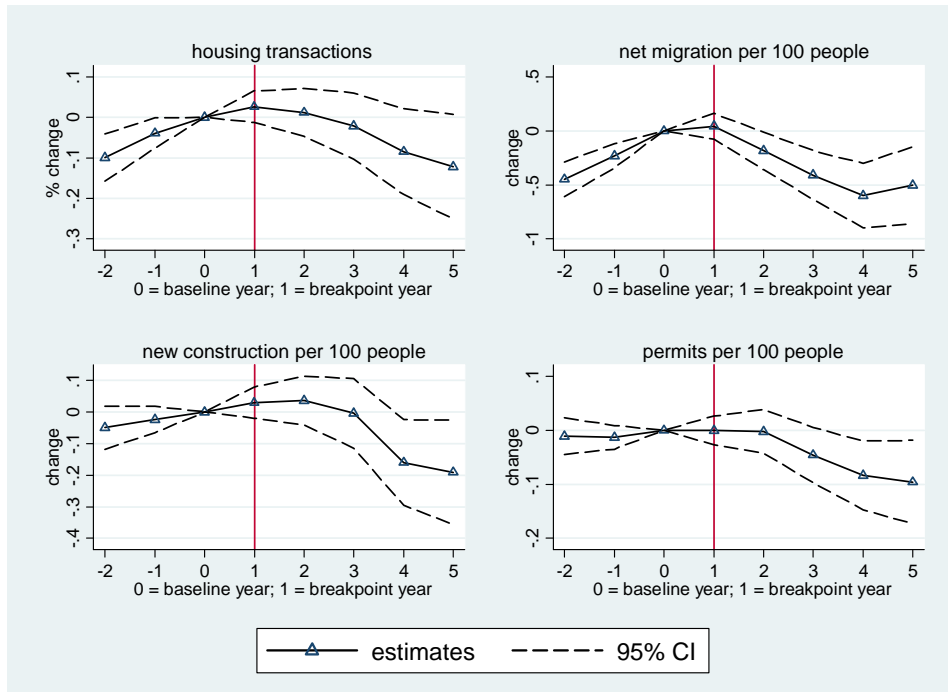 housing transactions
% change
.1
0
-.1
-.2
-.3
-2 -1 0 1 2 3 4 5
0 = baseline year; 1 = breakpoint year
net migration per 100 people
change
.5
0
-.5
-1
-2 -1 0 1 2 3 4 5
0 = baseline year; 1 = breakpoint year
new construction per 100 people
change
.1
0
-.1
-.2
-.3
-.4
-2 -1 0 1 2 3 4 5
0 = baseline year; 1 = breakpoint year
permits per 100 people
change
.1
0
-.1
-.2
-2 -1 0 1 2 3 4 5
0 = baseline year; 1 = breakpoint year
estimates 95% CI